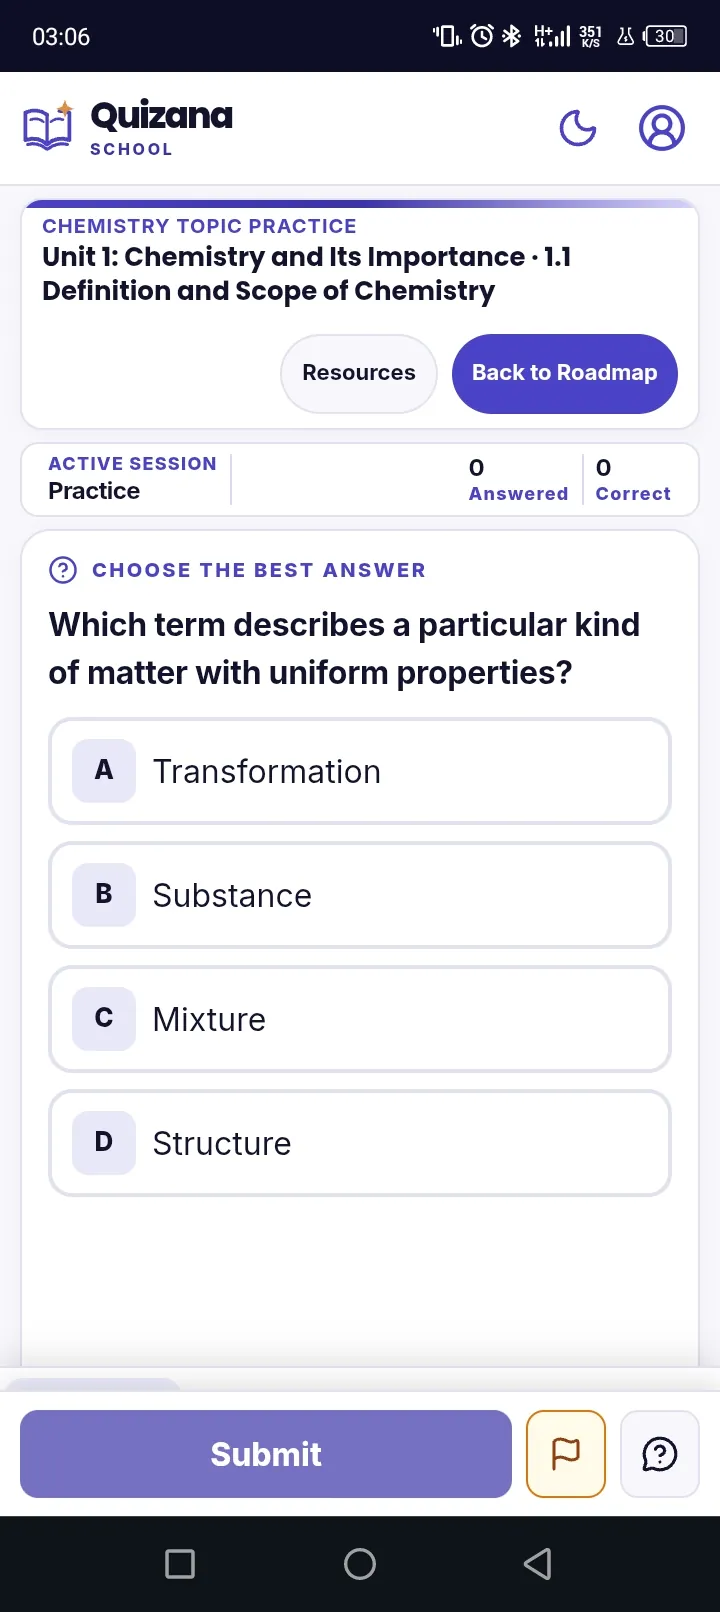 03:06
H+
351
K/S
30
Quizana
SCHOOL
CHEMISTRY TOPIC PRACTICE
Unit 1: Chemistry and Its Importance · 1.1
Definition and Scope of Chemistry
Resources
Back to Roadmap
ACTIVE SESSION
Practice
0
Answered
0
Correct
CHOOSE THE BEST ANSWER
Which term describes a particular kind
of matter with uniform properties?
A Transformation
B Substance
C Mixture
D Structure
Submit